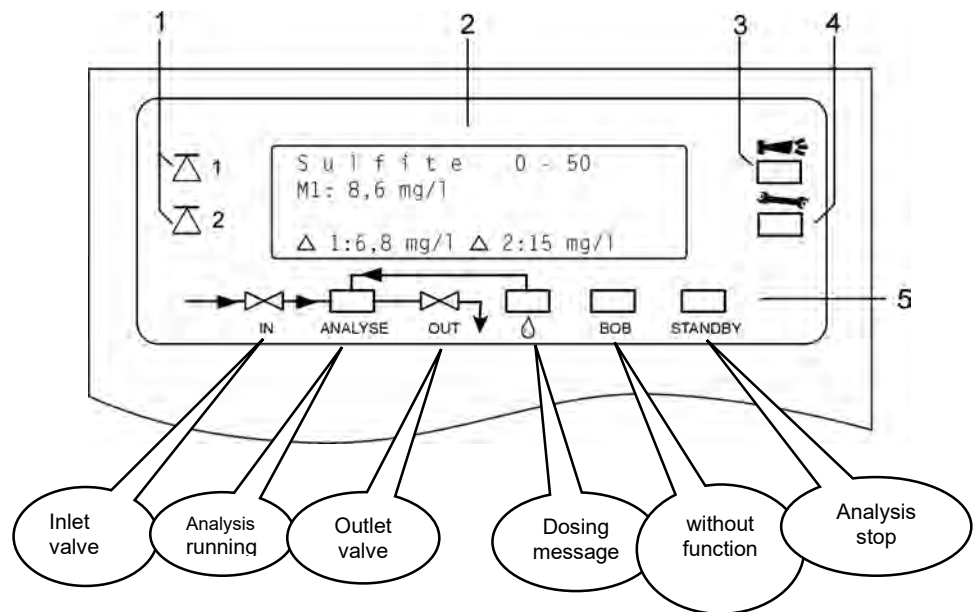 1 2 3 4
S u l f i t e 0 - 50
M1: 8,6 mg/l
△ 1:6,8 mg/l △ 2:15 mg/l
1
2
5
IN ANALYSE OUT BOB STANDBY
Inlet
valve
Analysis
running
Outlet
valve
Dosing
message
without
function
Analysis
stop